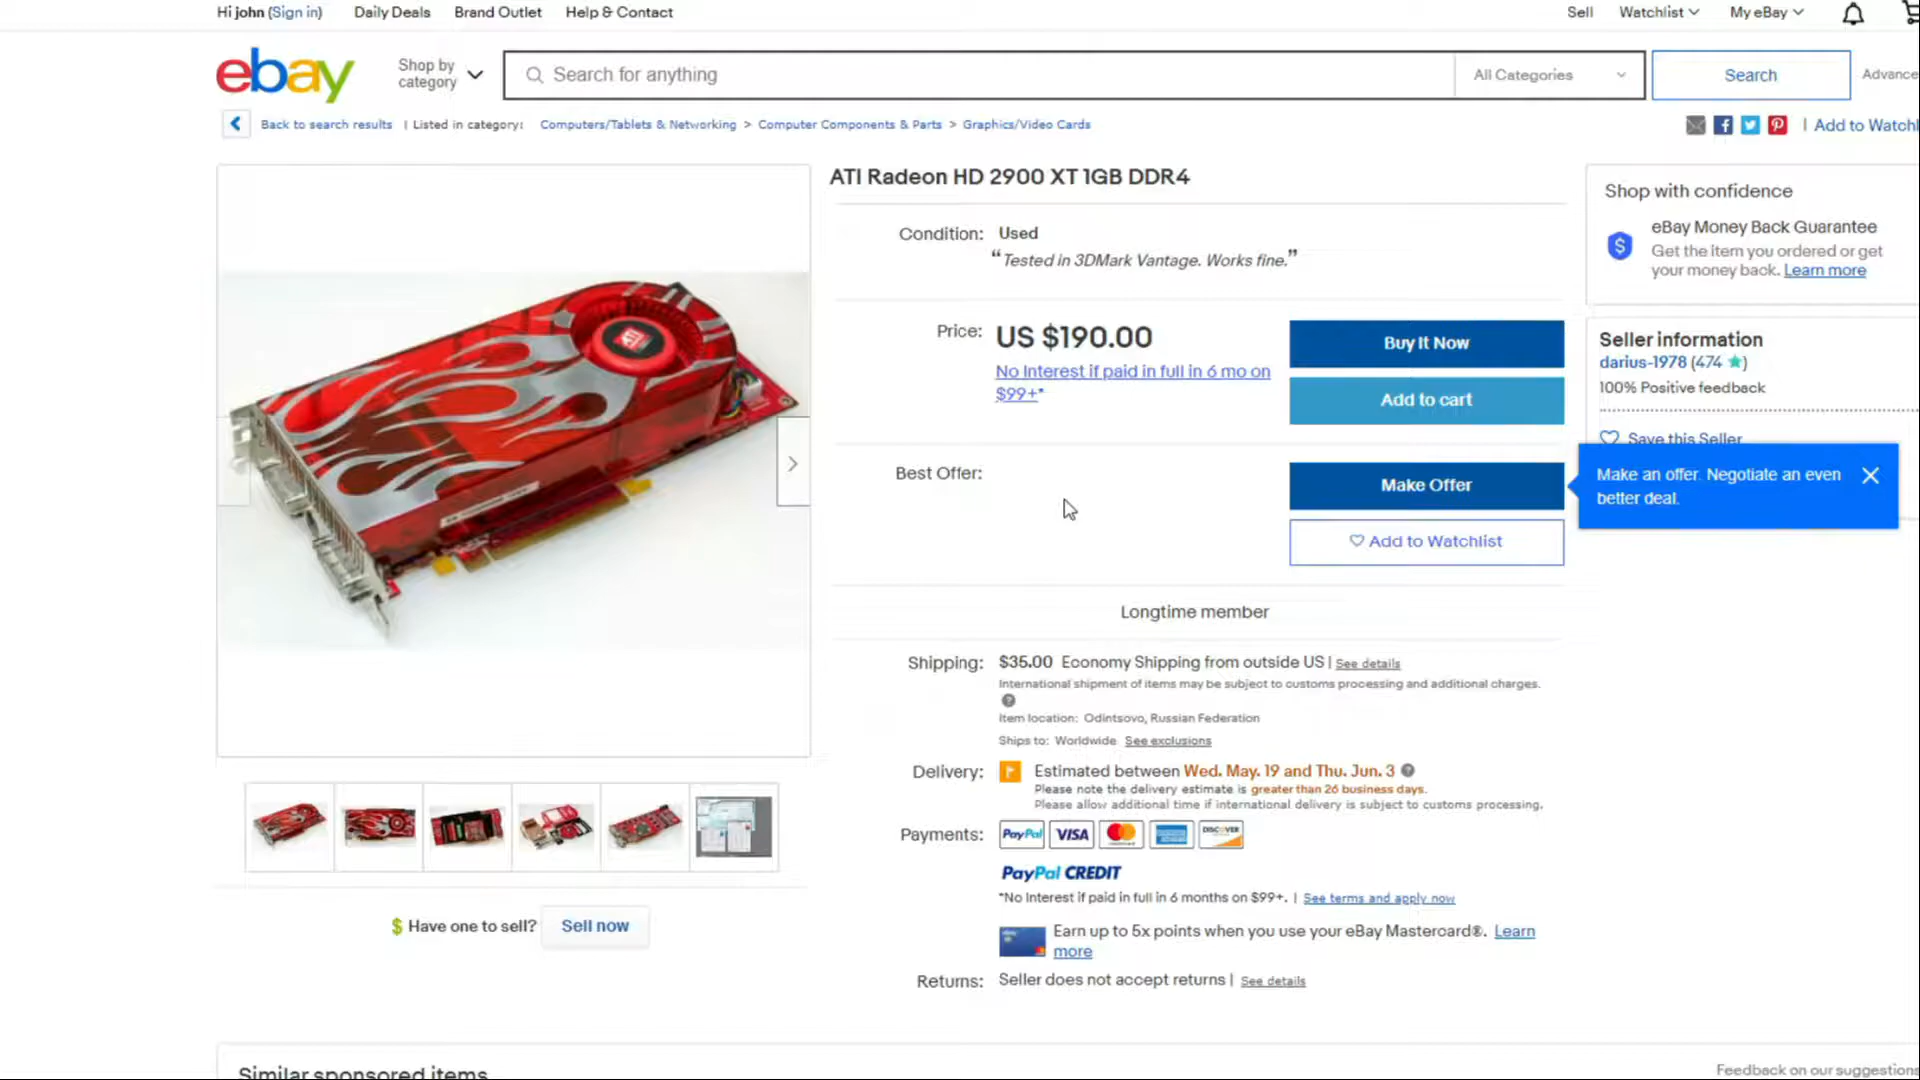 Hi john (Sign in) Daily Deals Brand Outlet Help & Contact Sell Watchlist My eBay
ebay
Shop by
category
Search for anything
All Categories
Search
Advance
Back to search results | Listed in category: Computers/Tablets & Networking > Computer Components & Parts > Graphics/Video Cards
| Add to Watchl
ATI Radeon HD 2900 XT 1GB DDR4
Condition: Used
“Tested in 3DMark Vantage. Works fine.”
Price: US $190.00
No Interest if paid in full in 6 mo on
$99+*
Buy It Now
Add to cart
Best Offer:
Make Offer
Add to Watchlist
Longtime member
Shipping: $35.00 Economy Shipping from outside US | See details
International shipment of items may be subject to customs processing and additional charges.
Item location: Odintsovo, Russian Federation
Ships to: Worldwide See exclusions
Delivery: Estimated between Wed. May. 19 and Thu. Jun. 3
Please note the delivery estimate is greater than 26 business days.
Please allow additional time if international delivery is subject to customs processing.
Payments: PayPal VISA DISCOVER
PayPal CREDIT
*No Interest if paid in full in 6 months on $99+. | See terms and apply now
Earn up to 5x points when you use your eBay Mastercard®. Learn
more
Returns: Seller does not accept returns | See details
Shop with confidence
eBay Money Back Guarantee
Get the item you ordered or get
your money back. Learn more
Seller information
darius-1978 (474 ★)
100% Positive feedback
Save this Seller
Make an offer. Negotiate an even
better deal.
$ Have one to sell? Sell now
Similar sponsored items
Feedback on our suggestions